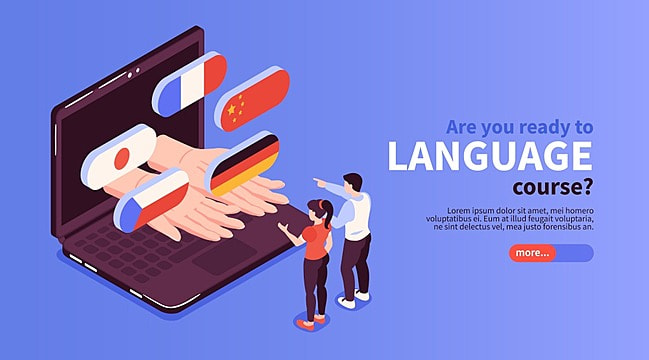 Are you ready to
LANGUAGE
course?
Lorem ipsum dolor sit amet, mei homero
voluptatibus ei. Eum at illud feugait voluptaria,
ne sint delectus vel, mea justo forensibus an.
more...